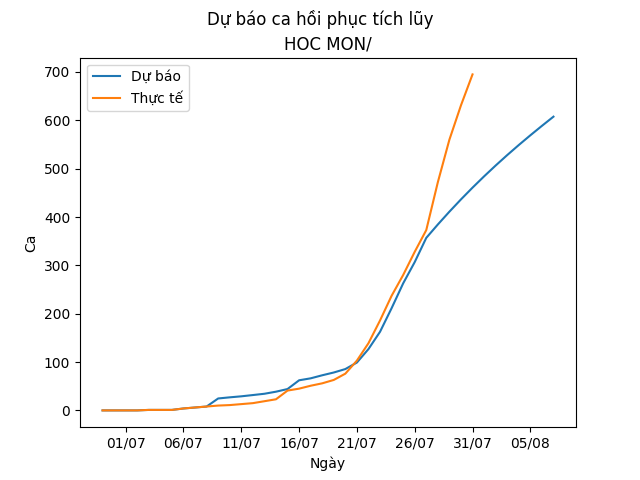 Dự báo ca hồi phục tích lũy
HOC MON/
Dự báo
Thực tế
Ca
700
600
500
400
300
200
100
0
01/07 06/07 11/07 16/07 21/07 26/07 31/07 05/08
Ngày